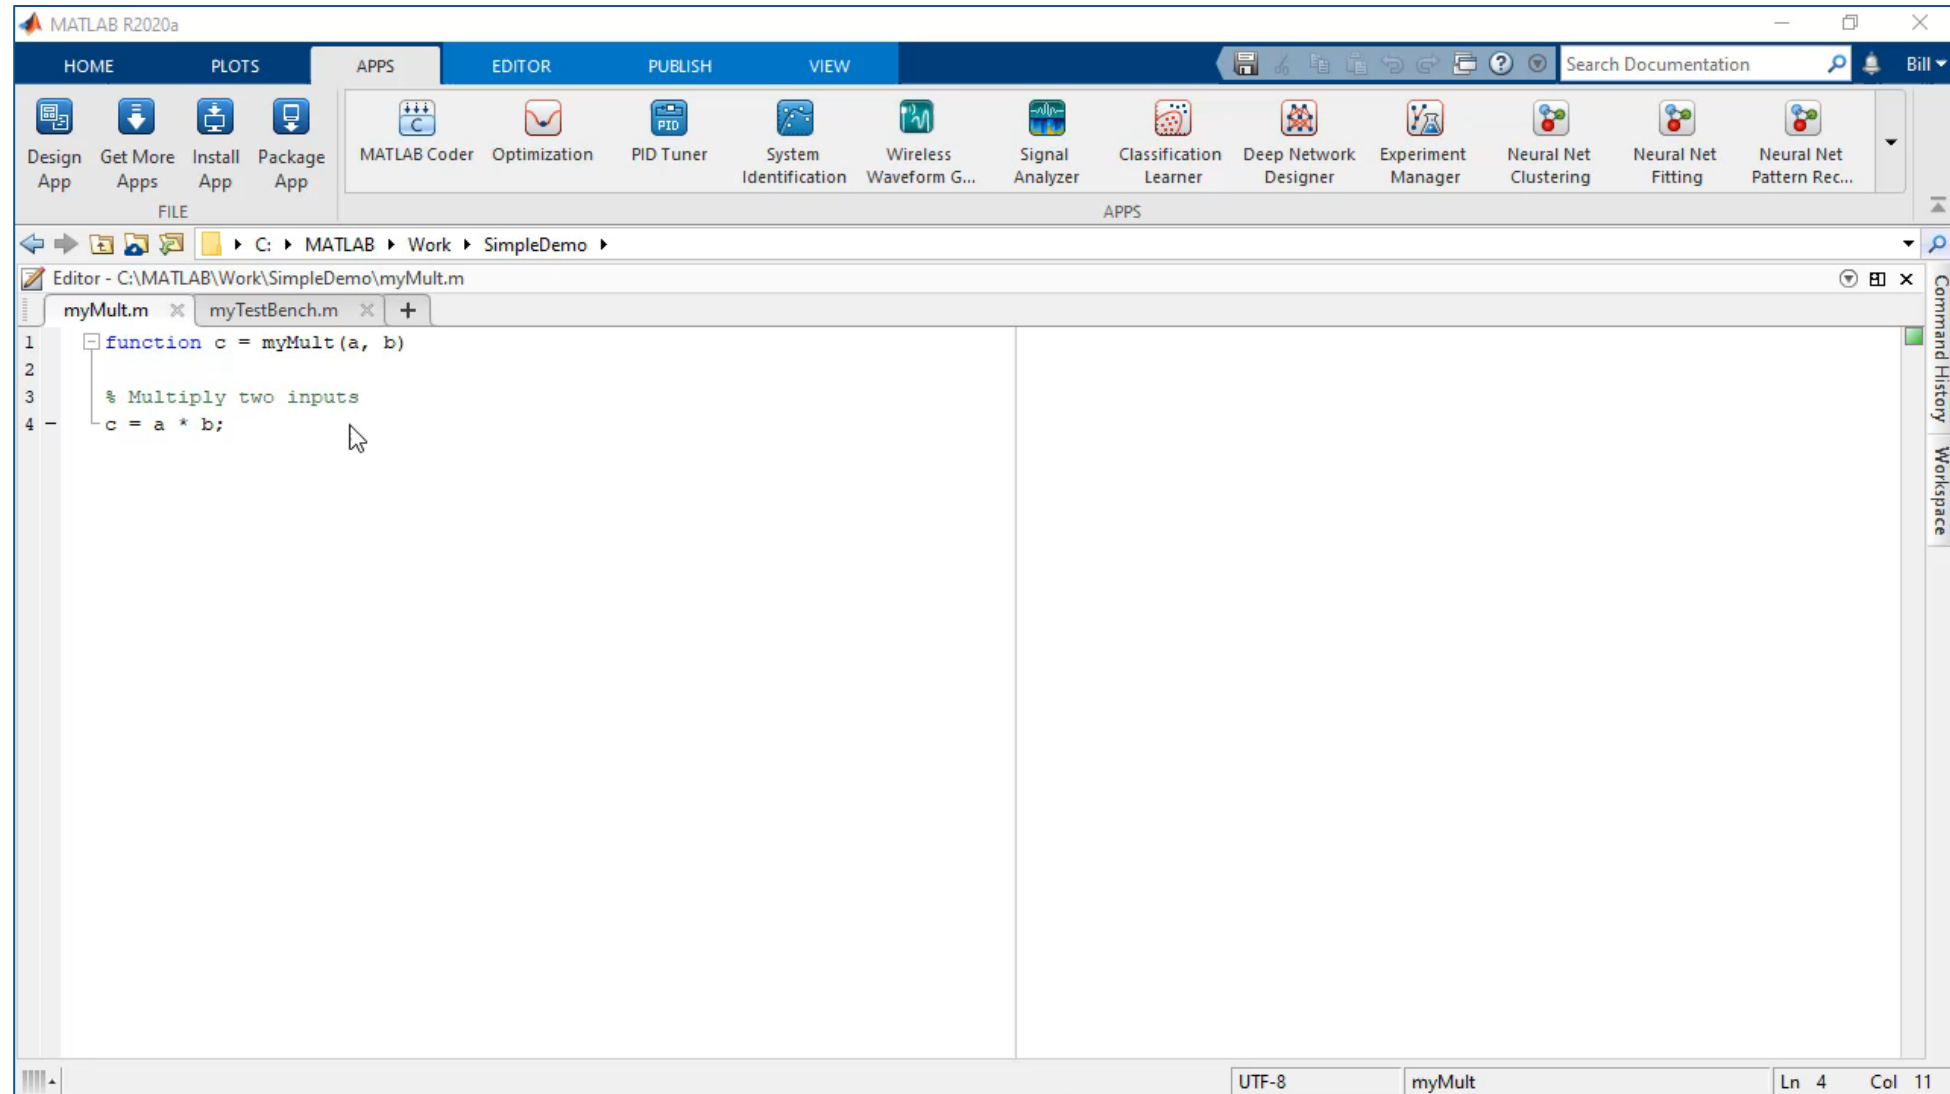 MATLAB R2020a
HOME PLOTS APPS EDITOR PUBLISH VIEW Search Documentation Bill
Design App
Get More Apps
Install App
Package App
MATLAB Coder
Optimization
PID
PID Tuner
System Identification
Wireless Waveform G...
Signal Analyzer
Classification Learner
Deep Network Designer
Experiment Manager
Neural Net Clustering
Neural Net Fitting
Neural Net Pattern Rec...
FILE APPS
C: MATLAB Work SimpleDemo
Editor - C:\MATLAB\Work\SimpleDemo\myMult.m
myMult.m myTestBench.m +
1 function c = myMult(a, b)
2
3 % Multiply two inputs
4 – c = a * b;
Command History
Workspace
UTF-8 myMult Ln 4 Col 11